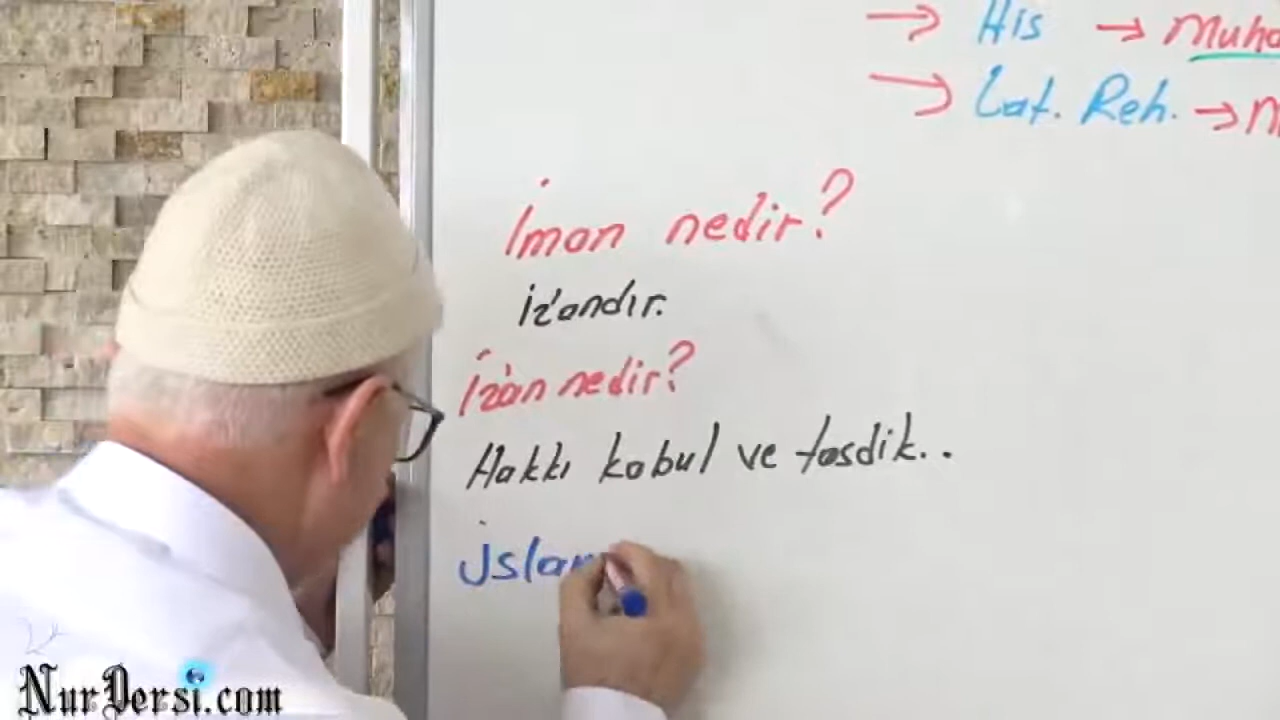 → His → Muha
→ Lat. Reh. → M
İman nedir?
İz'andır.
İz'an nedir?
Hakkı kabul ve tasdik..
İslam
NurDersi.com